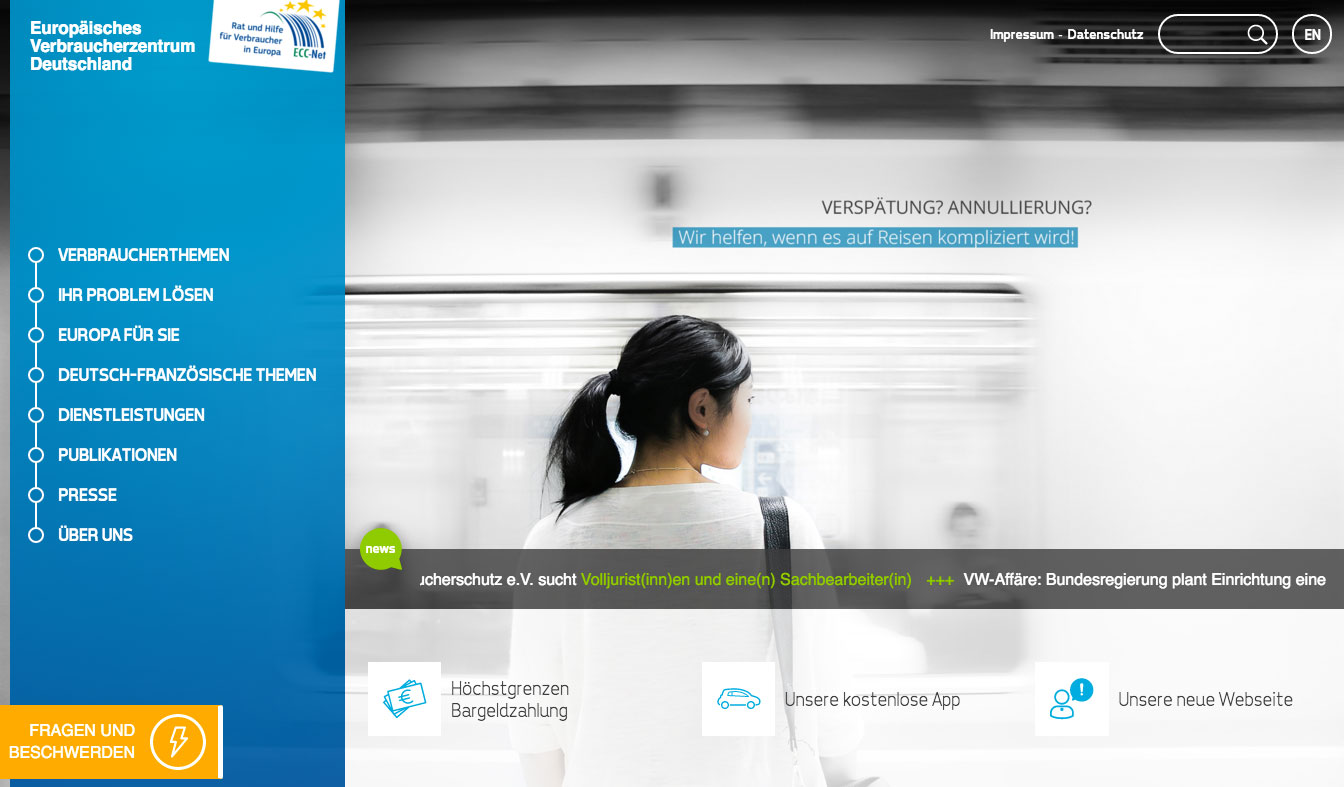 Europäisches
Verbraucherzentrum
Deutschland
Rat und Hilfe
für Verbraucher
in Europa
ECC-Net
Impressum - Datenschutz
EN
VERSPÄTUNG? ANNULLIERUNG?
Wir helfen, wenn es auf Reisen kompliziert wird!
VERBRAUCHERTHEMEN
IHR PROBLEM LÖSEN
EUROPA FÜR SIE
DEUTSCH-FRANZÖSISCHE THEMEN
DIENSTLEISTUNGEN
PUBLIKATIONEN
PRESSE
ÜBER UNS
news
ucherschutz e.V. sucht Volljurist(inn)en und eine(n) Sachbearbeiter(in) +++ VW-Affäre: Bundesregierung plant Einrichtung eine
Höchstgrenzen
Bargeldzahlung
Unsere kostenlose App
Unsere neue Webseite
FRAGEN UND
BESCHWERDEN